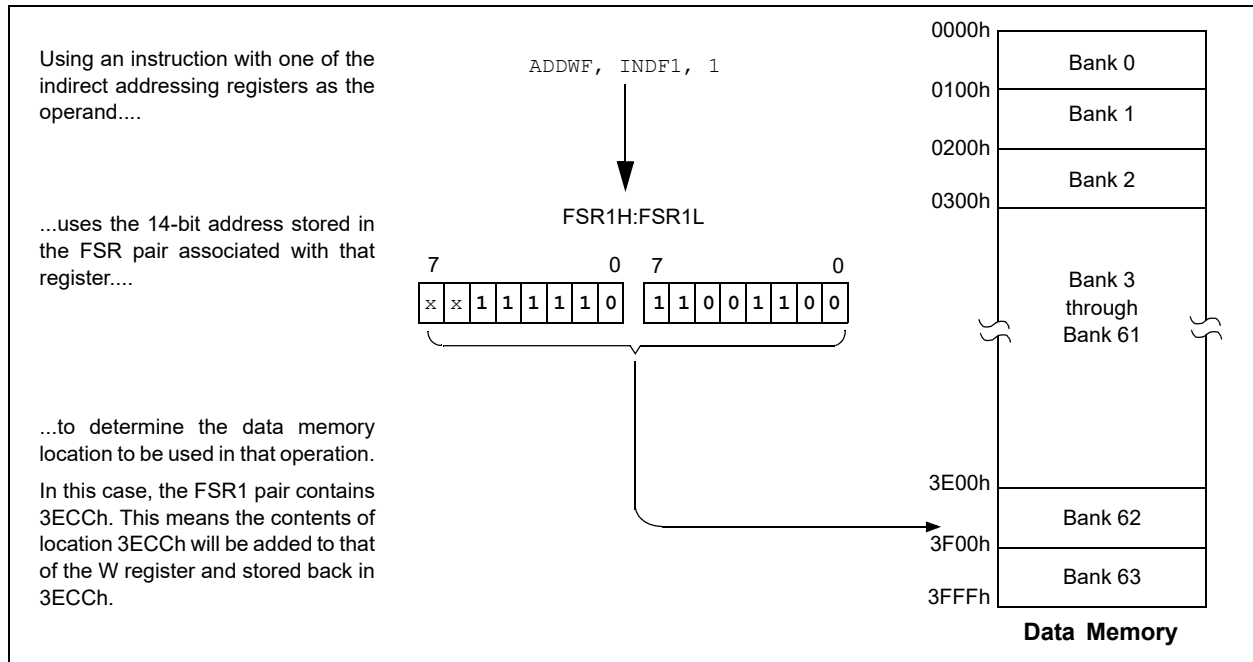 Using an instruction with one of the
indirect addressing registers as the
operand....
ADDWF, INDF1, 1
...uses the 14-bit address stored in
the FSR pair associated with that
register....
FSR1H:FSR1L
7 0 7 0
x x 1 1 1 1 1 0 1 1 0 0 1 1 0 0
...to determine the data memory
location to be used in that operation.
In this case, the FSR1 pair contains
3ECCh. This means the contents of
location 3ECCh will be added to that
of the W register and stored back in
3ECCh.
0000h
Bank 0
0100h
Bank 1
0200h
Bank 2
0300h
Bank 3
through
Bank 61
3E00h
Bank 62
3F00h
Bank 63
3FFFh
Data Memory